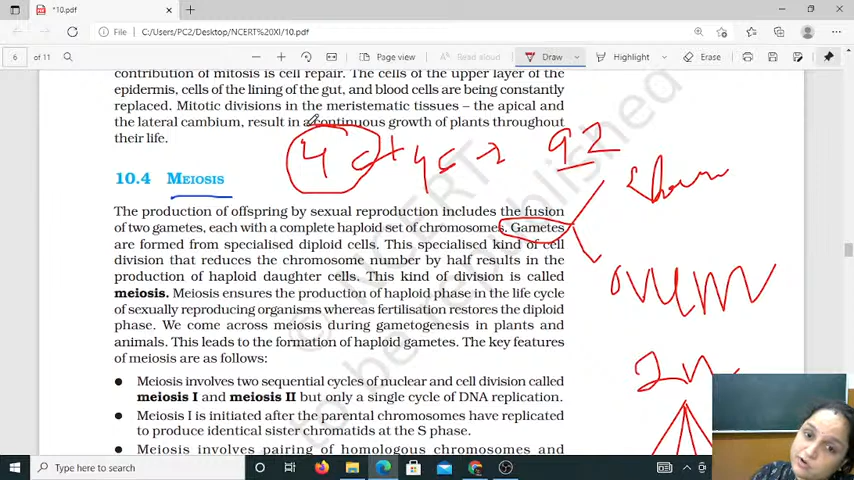 *10.pdf
File
C:/Users/PC2/Desktop/NCERT XI/10.pdf
6 of 11
Page view
Read aloud
Draw
Highlight
Erase
contribution of mitosis is cell repair. The cells of the upper layer of the
epidermis, cells of the lining of the gut, and blood cells are being constantly
replaced. Mitotic divisions in the meristematic tissues – the apical and
the lateral cambium, result in a continuous growth of plants throughout
their life.
92
10.4 MEIOSIS
The production of offspring by sexual reproduction includes the fusion
of two gametes, each with a complete haploid set of chromosomes. Gametes
are formed from specialised diploid cells. This specialised kind of cell
division that reduces the chromosome number by half results in the
production of haploid daughter cells. This kind of division is called
meiosis. Meiosis ensures the production of haploid phase in the life cycle
of sexually reproducing organisms whereas fertilisation restores the diploid
phase. We come across meiosis during gametogenesis in plants and
animals. This leads to the formation of haploid gametes. The key features
of meiosis are as follows:
ovum
2n
● Meiosis involves two sequential cycles of nuclear and cell division called
meiosis I and meiosis II but only a single cycle of DNA replication.
● Meiosis I is initiated after the parental chromosomes have replicated
to produce identical sister chromatids at the S phase.
● Meiosis involves pairing of homologous chromosomes and
© NCERT
not to be republished
Type here to search